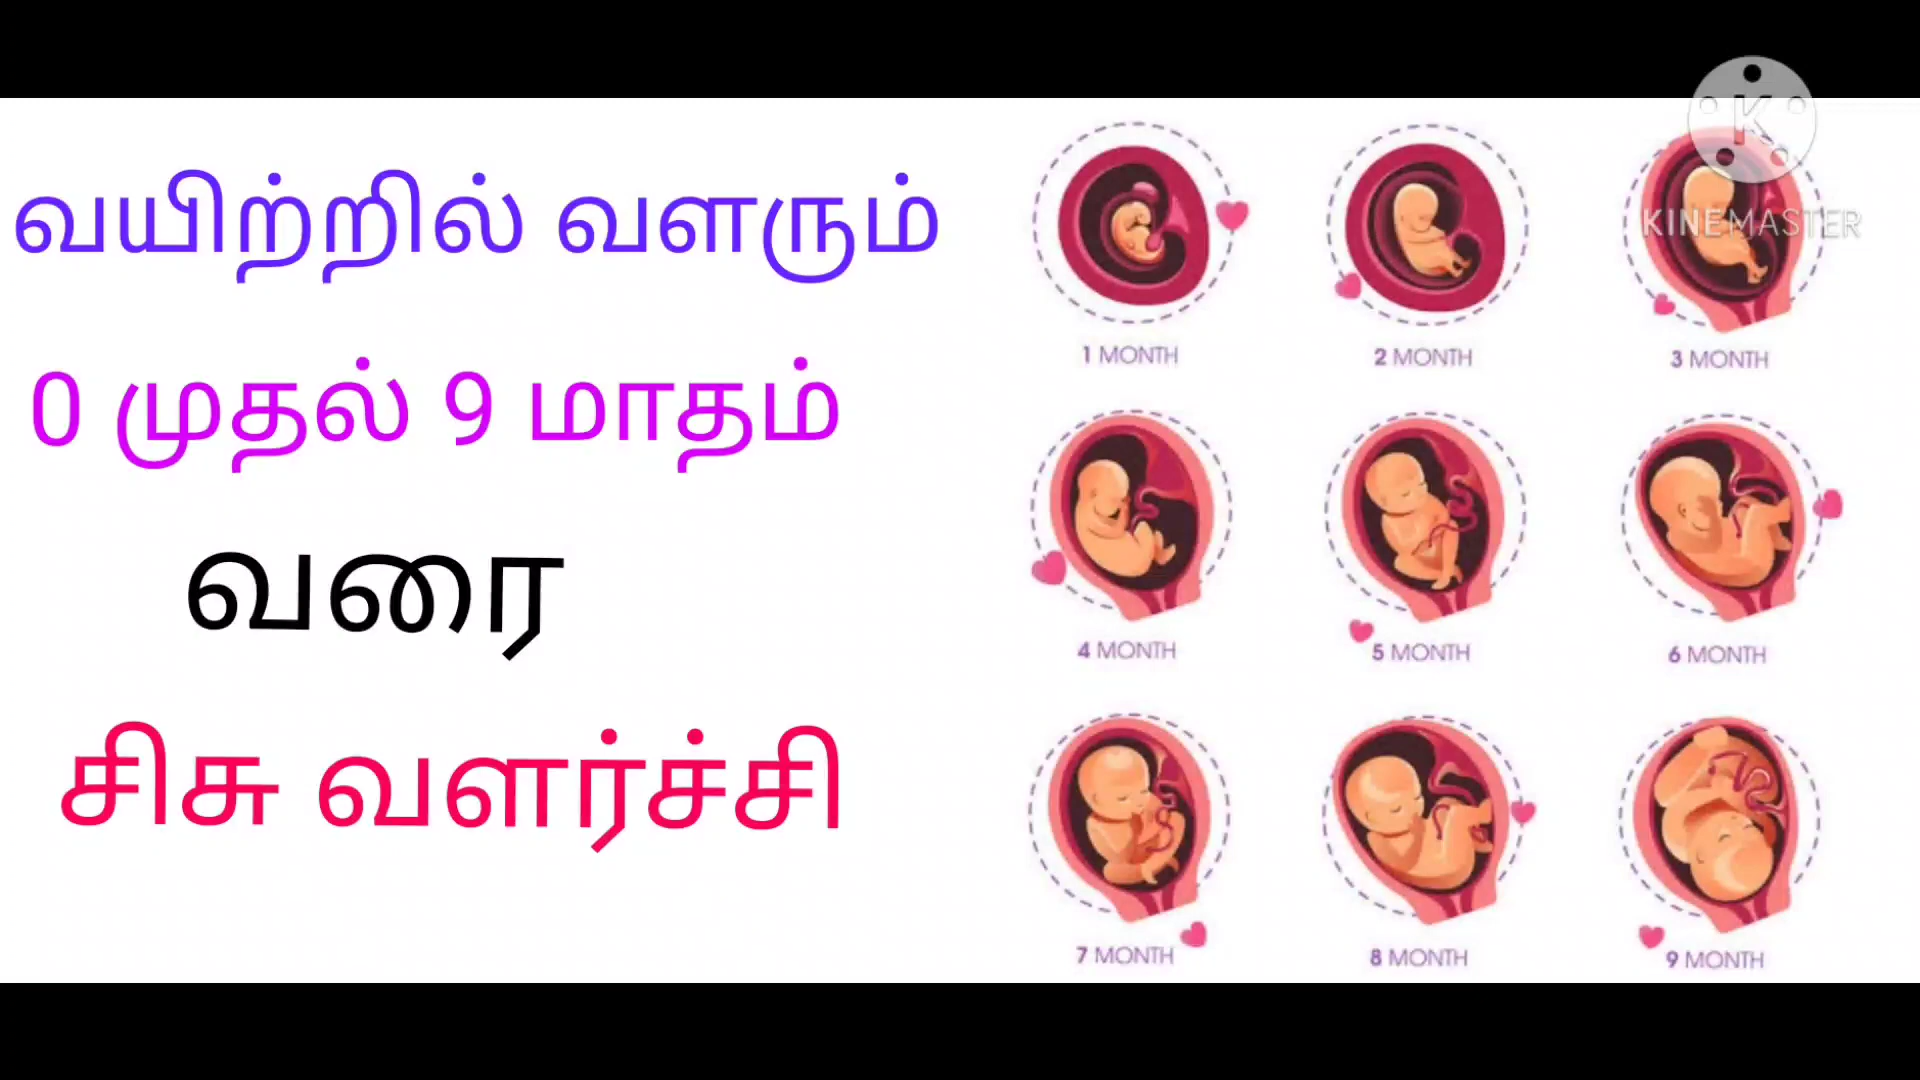 வயிற்றில் வளரும்
0 முதல் 9 மாதம்
வரை
சிசு வளர்ச்சி
K
KINEMASTER
1 MONTH
2 MONTH
3 MONTH
4 MONTH
5 MONTH
6 MONTH
7 MONTH
8 MONTH
9 MONTH